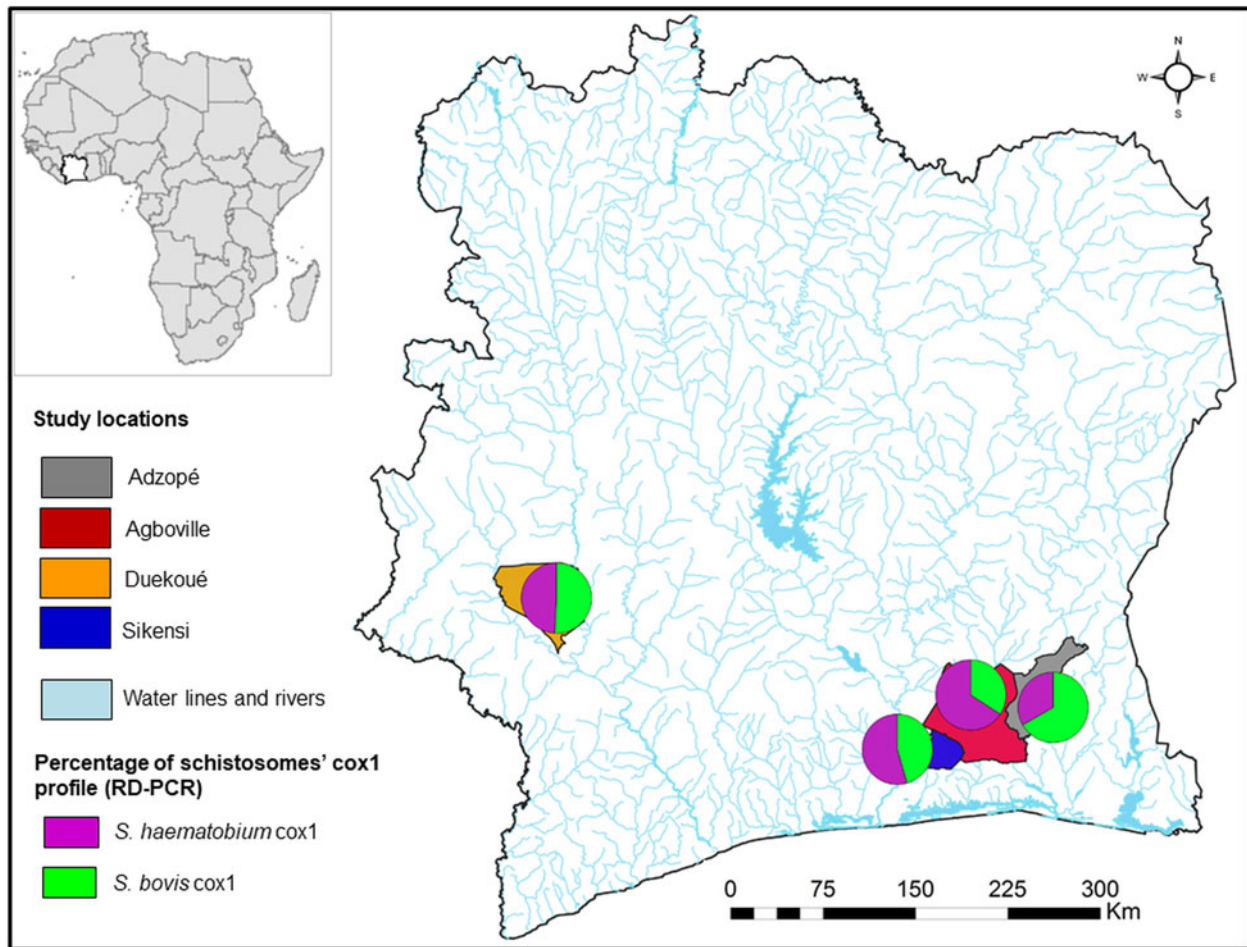 N
W E
S
Study locations
Adzopé
Agboville
Duekoué
Sikensi
Water lines and rivers
Percentage of schistosomes' cox1
profile (RD-PCR)
S. haematobium cox1
S. bovis cox1
0 75 150 225 300
Km